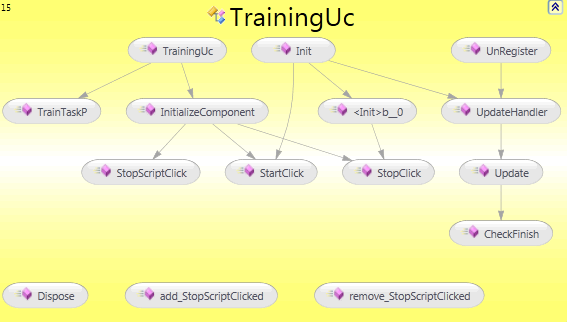 15
TrainingUc
TrainingUc
Init
UnRegister
TrainTaskP
InitializeComponent
<Init>b__0
UpdateHandler
StopScriptClick
StartClick
StopClick
Update
CheckFinish
Dispose
add_StopScriptClicked
remove_StopScriptClicked